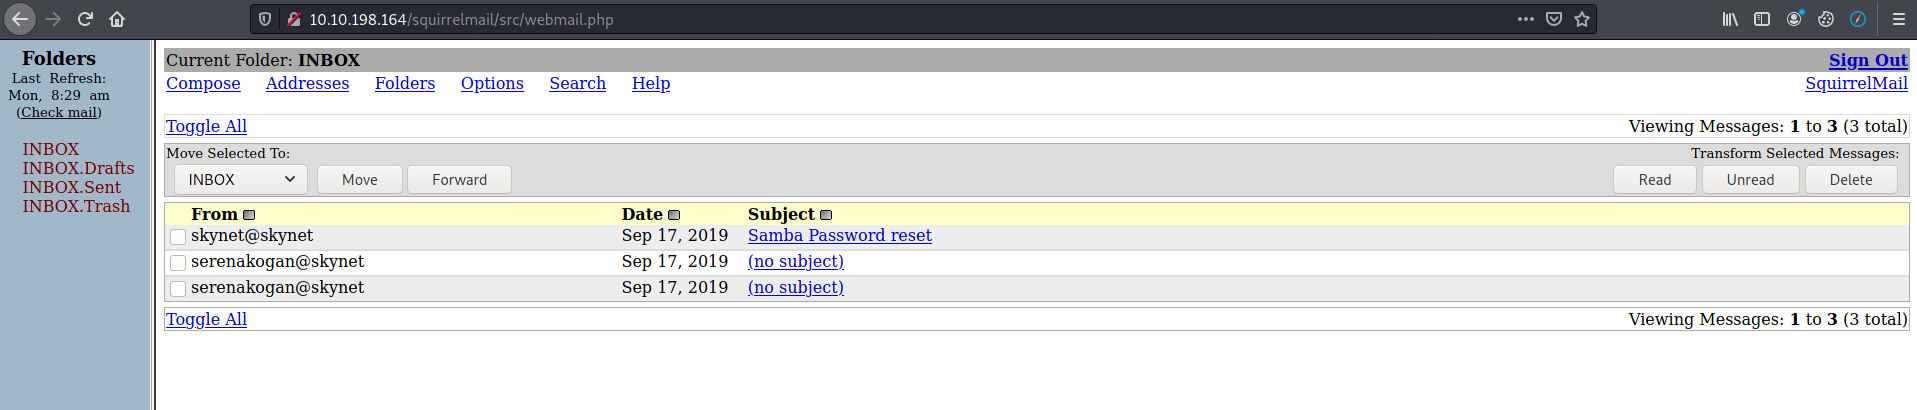 10.10.198.164/squirrelmail/src/webmail.php
Folders
Last Refresh:
Mon, 8:29 am
(Check mail)
INBOX
INBOX.Drafts
INBOX.Sent
INBOX.Trash
Current Folder: INBOX Sign Out
Compose Addresses Folders Options Search Help SquirrelMail
Toggle All Viewing Messages: 1 to 3 (3 total)
Move Selected To: Transform Selected Messages:
INBOX Move Forward Read Unread Delete
From Date Subject
skynet@skynet Sep 17, 2019 Samba Password reset
serenakogan@skynet Sep 17, 2019 (no subject)
serenakogan@skynet Sep 17, 2019 (no subject)
Toggle All Viewing Messages: 1 to 3 (3 total)